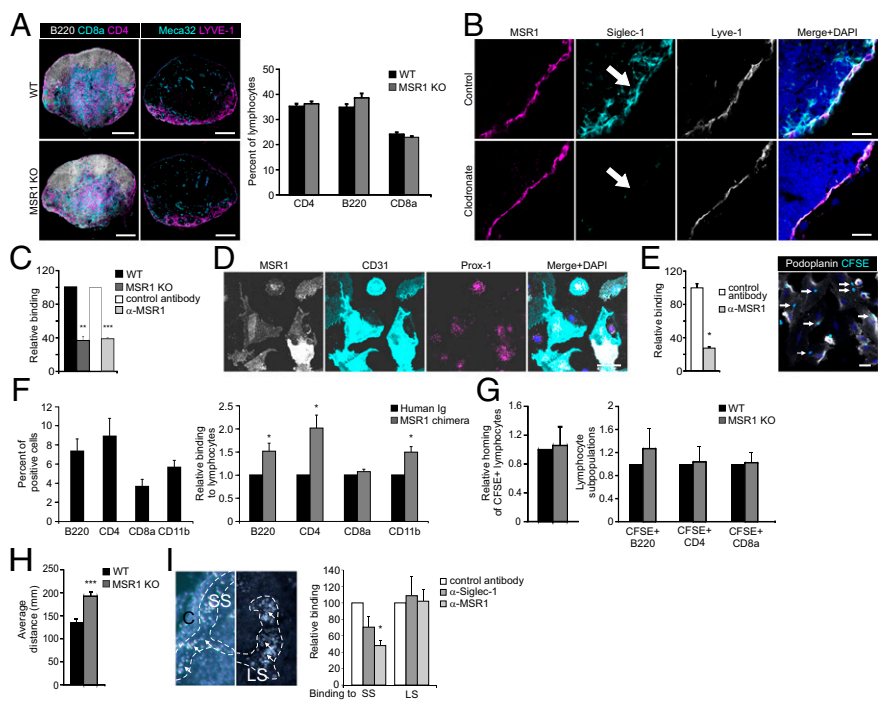 A
B220 CD8a CD4
Meca32 LYVE-1
WT
MSR1 KO
Percent of lymphocytes
50
40
30
20
10
0
WT
MSR1 KO
CD4 B220 CD8a
B
MSR1 Siglec-1 Lyve-1 Merge+DAPI
Control
Clodronate
C
Relative binding
120
80
40
0
WT
MSR1 KO
control antibody
α-MSR1
** ***
D
MSR1 CD31 Prox-1 Merge+DAPI
E
Relative binding
120
80
40
0
control
antibody
α-MSR1
*
Podoplanin CFSE
F
Percent of
positive cells
12
10
8
6
4
2
0
B220 CD4 CD8a CD11b
Relative binding
to lymphocytes
2.5
2.0
1.5
1.0
0.5
0
Human Ig
MSR1 chimera
* * *
B220 CD4 CD8a CD11b
G
Relative homing
of CFSE+ lymphocytes
1.6
1.2
0.8
0.4
0
Lymphocyte
subpopulations
2.0
1.6
1.2
0.8
0.4
0
WT
MSR1 KO
CFSE+ CFSE+ CFSE+
B220 CD4 CD8a
H
Average
distance (mm)
250
200
150
100
50
0
WT
MSR1 KO
***
I
C
SS
LS
Relative binding
140
120
100
80
60
40
20
0
control antibody
α-Siglec-1
α-MSR1
*
Binding to SS LS